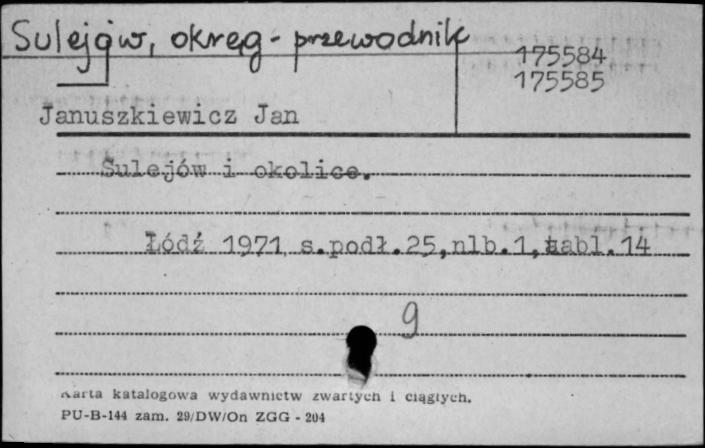 Sulejów, okręg - przewodnik
175584
175585
Januszkiewicz Jan
Sulejów i okolice.
Łódź 1971 s.podł.25,nlb.1,tabl.14
9
Karta katalogowa wydawnictw zwartych i ciągłych.
PU-B-144 zam. 29/DW/On ZGG - 204